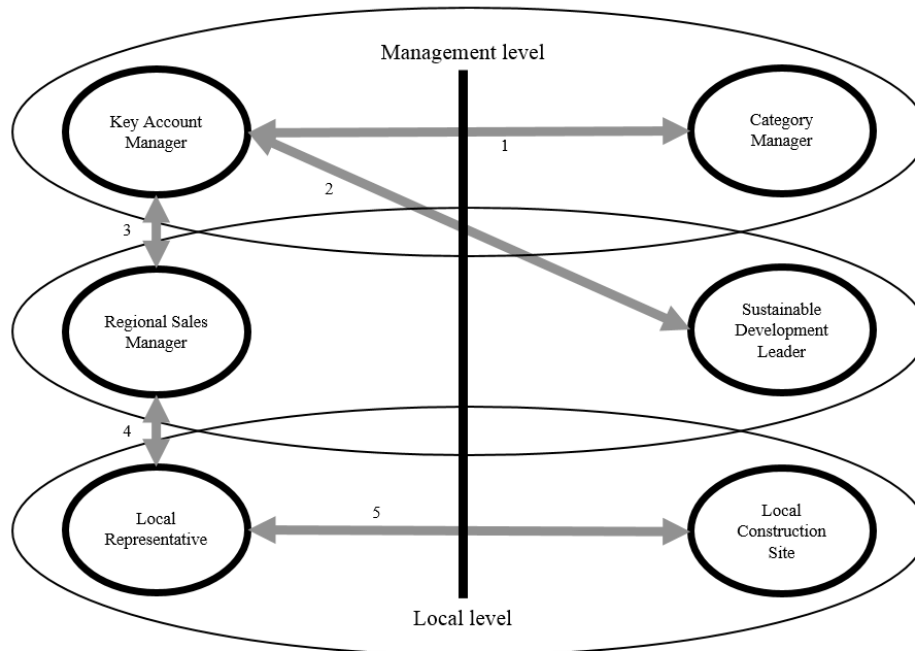 Management level
Key Account
Manager
Category
Manager
1
2
3
Regional Sales
Manager
Sustainable
Development
Leader
4
Local
Representative
5
Local
Construction
Site
Local level